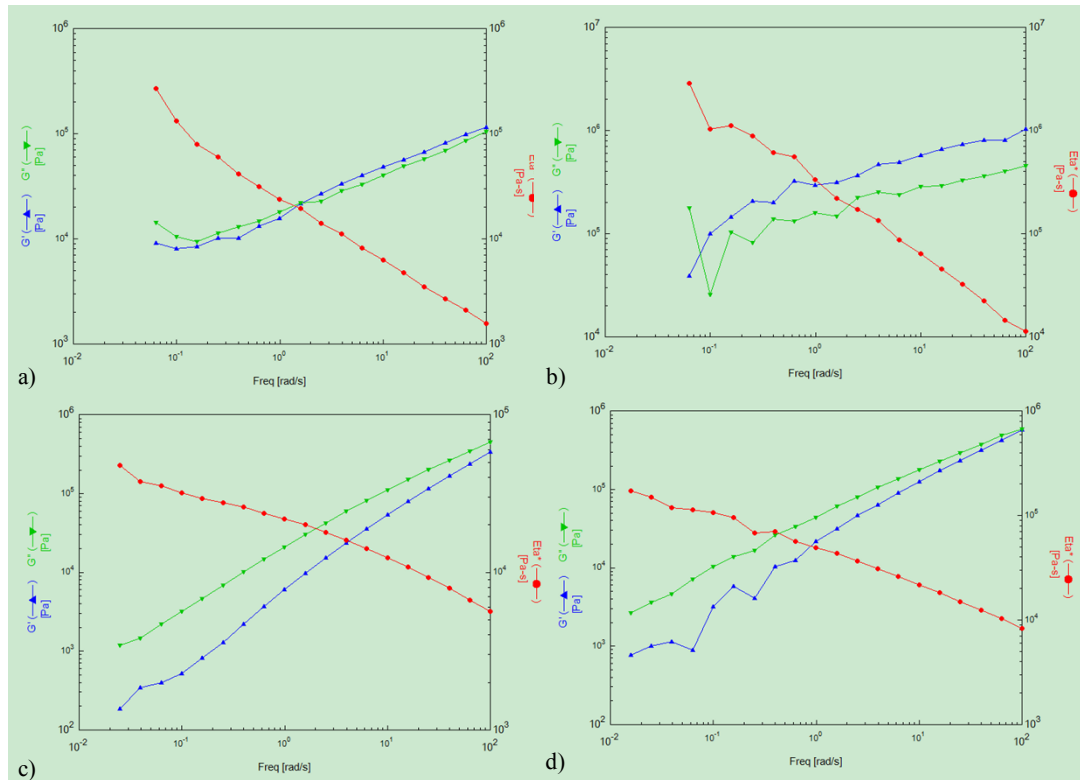 10^6
10^6
10^5
10^5
10^4
10^4
10^3
10^3
10^-2
10^-1
10^0
10^1
10^2
G' (
)
[Pa]
G" (
)
[Pa]
[Pa-s]
Freq [rad/s]
a)
10^7
10^7
10^6
10^6
10^5
10^5
10^4
10^4
10^-2
10^-1
10^0
10^1
10^2
G' (
)
[Pa]
G" (
)
[Pa]
Eta* (
)
[Pa-s]
Freq [rad/s]
b)
10^6
10^5
10^5
10^4
10^4
10^3
10^2
10^3
10^-2
10^-1
10^0
10^1
10^2
G' (
)
[Pa]
G" (
)
[Pa]
Eta* (
)
[Pa-s]
Freq [rad/s]
c)
10^6
10^6
10^5
10^5
10^4
10^4
10^3
10^2
10^3
10^-2
10^-1
10^0
10^1
10^2
G' (
)
[Pa]
G" (
)
[Pa]
Eta* (
)
[Pa-s]
Freq [rad/s]
d)